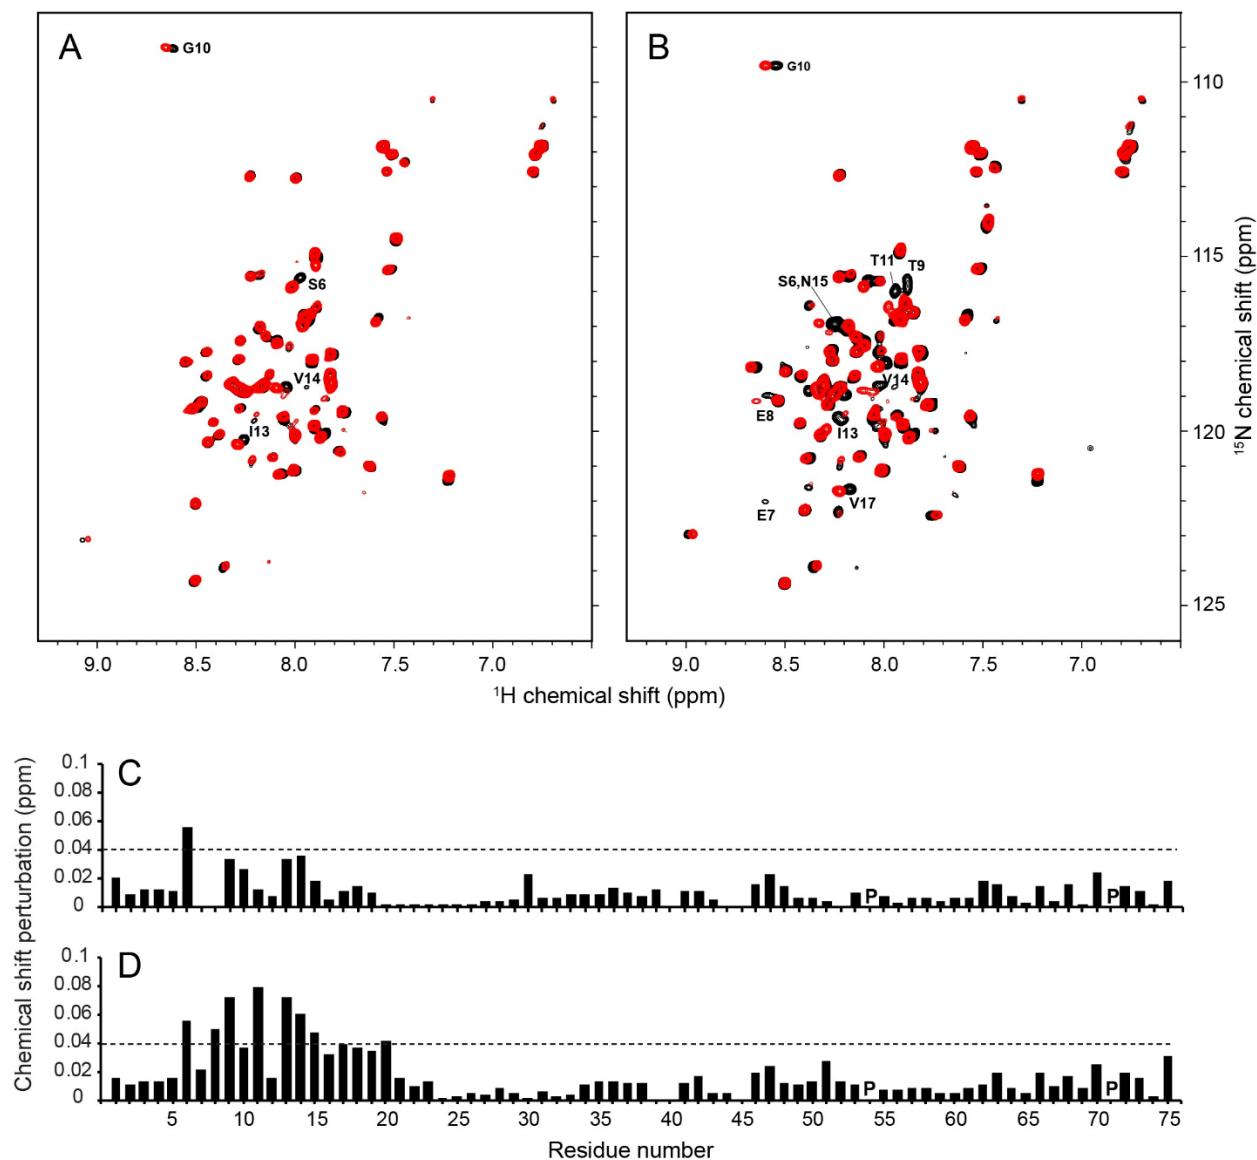 A
B
G10
G10
S6
V14
I13
T11
T9
S6,N15
V14
E8
I13
V17
E7
110
115
120
125
¹⁵N chemical shift (ppm)
9.0 8.5 8.0 7.5 7.0
9.0 8.5 8.0 7.5 7.0
¹H chemical shift (ppm)
C
0.1
0.08
0.06
0.04
0.02
0
P
P
D
0.1
0.08
0.06
0.04
0.02
0
P
P
Chemical shift perturbation (ppm)
5 10 15 20 25 30 35 40 45 50 55 60 65 70 75
Residue number